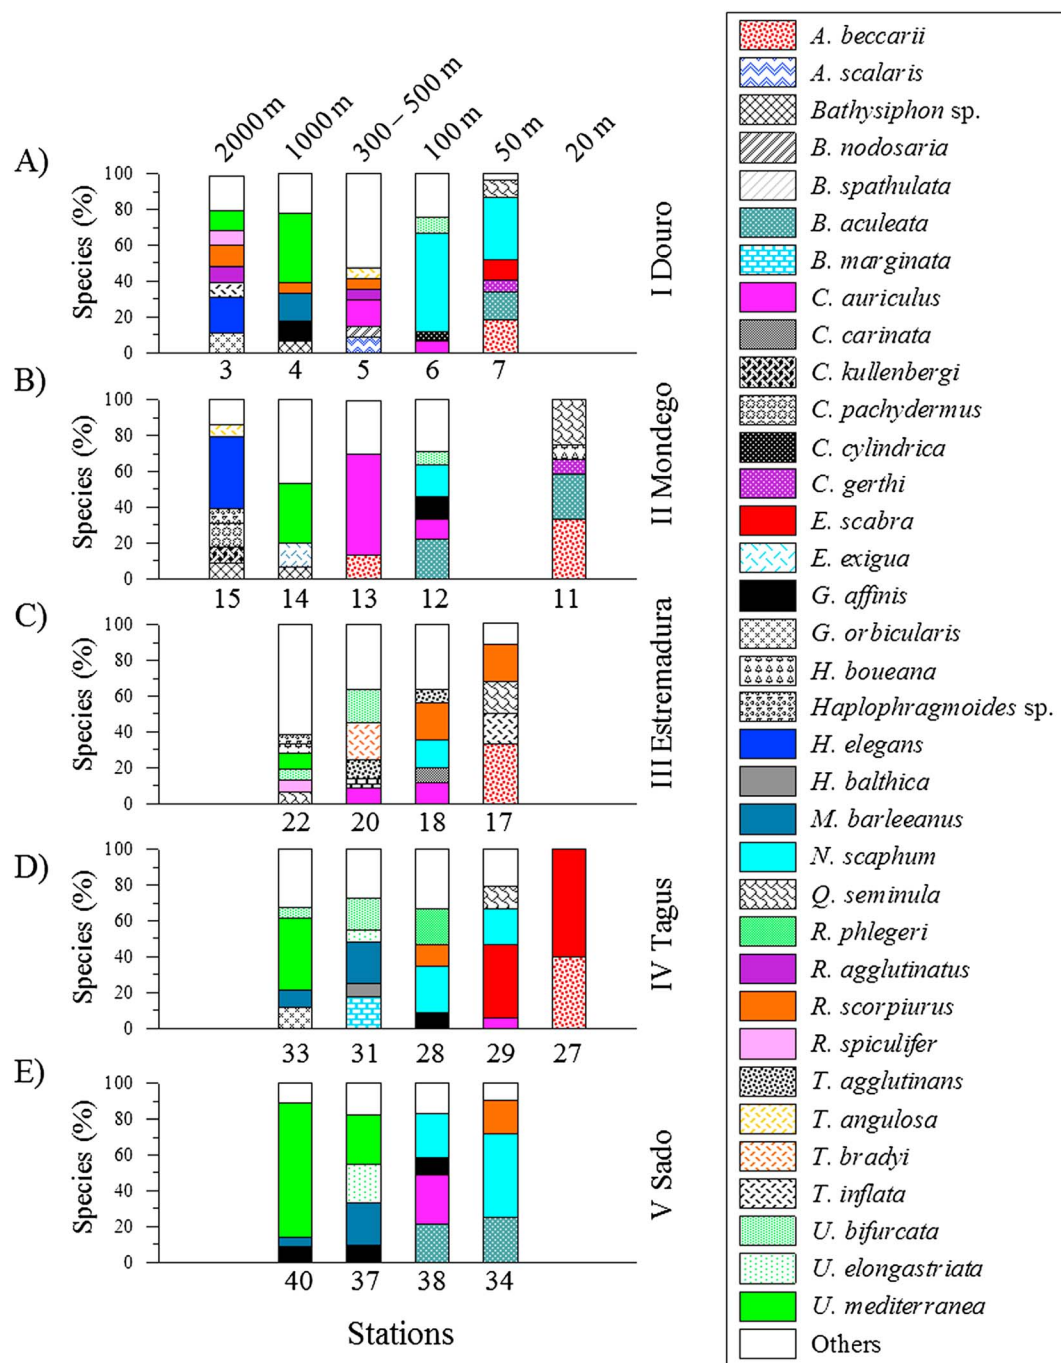 2000 m
1000 m
300 – 500 m
100 m
50 m
20 m
A)
Species (%)
100
80
60
40
20
0
3
4
5
6
7
I Douro
B)
Species (%)
100
80
60
40
20
0
15
14
13
12
11
II Mondego
C)
Species (%)
100
80
60
40
20
0
22
20
18
17
III Estremadura
D)
Species (%)
100
80
60
40
20
0
33
31
28
29
27
IV Tagus
E)
Species (%)
100
80
60
40
20
0
40
37
38
34
V Sado
Stations
A. beccarii
A. scalaris
Bathysiphon sp.
B. nodosaria
B. spathulata
B. aculeata
B. marginata
C. auriculus
C. carinata
C. kullenbergi
C. pachydermus
C. cylindrica
C. gerthi
E. scabra
E. exigua
G. affinis
G. orbicularis
H. boueana
Haplophragmoides sp.
H. elegans
H. balthica
M. barleeanus
N. scaphum
Q. seminula
R. phlegeri
R. agglutinatus
R. scorpiurus
R. spiculifer
T. agglutinans
T. angulosa
T. bradyi
T. inflata
U. bifurcata
U. elongastriata
U. mediterranea
Others